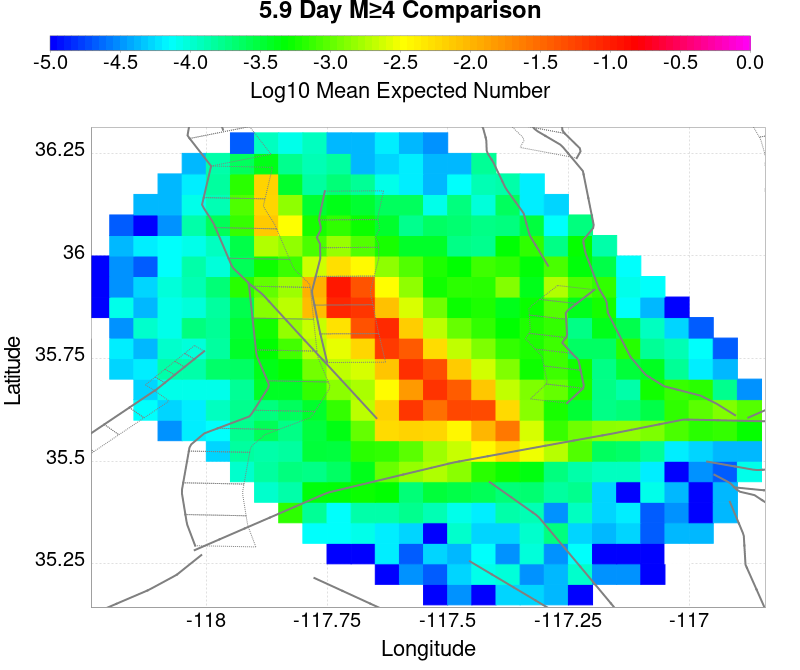 5.9 Day M≥4 Comparison
-5.0 -4.5 -4.0 -3.5 -3.0 -2.5 -2.0 -1.5 -1.0 -0.5 0.0
Log10 Mean Expected Number
36.25
36
35.75
35.5
35.25
Latitude
-118 -117.75 -117.5 -117.25 -117
Longitude